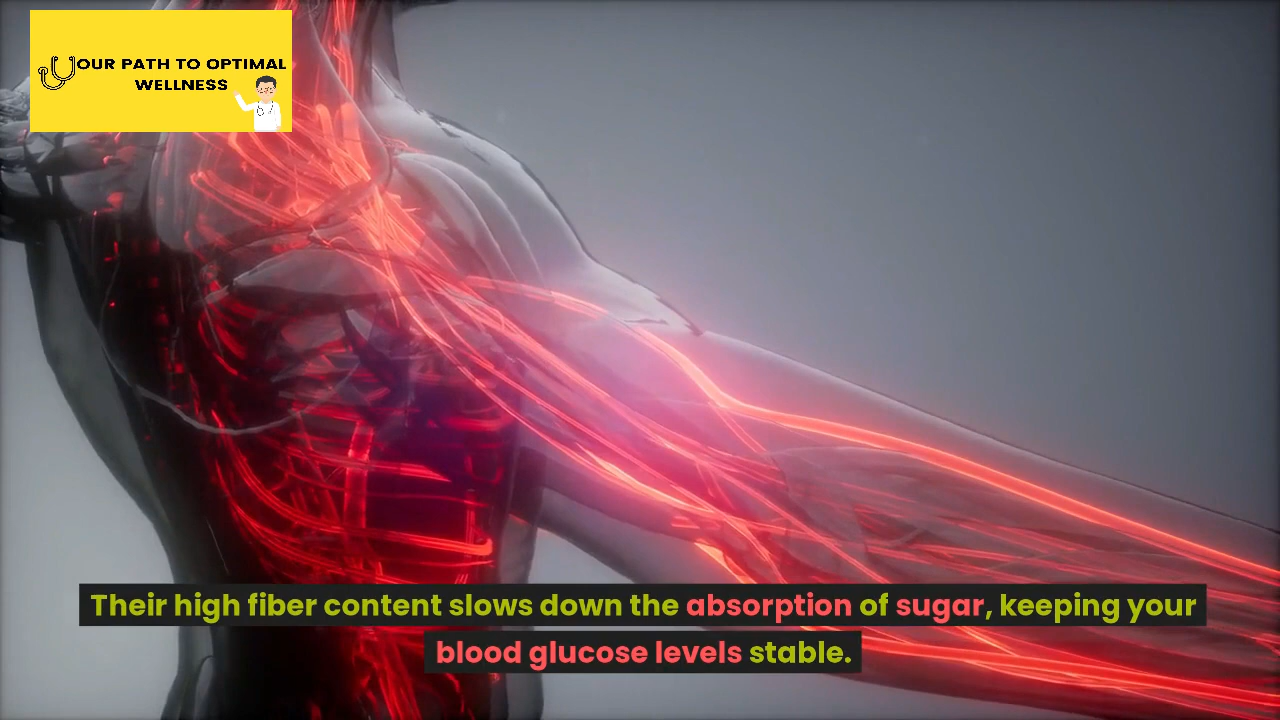 YOUR PATH TO OPTIMAL
WELLNESS
Their high fiber content slows down the absorption of sugar, keeping your
blood glucose levels stable.